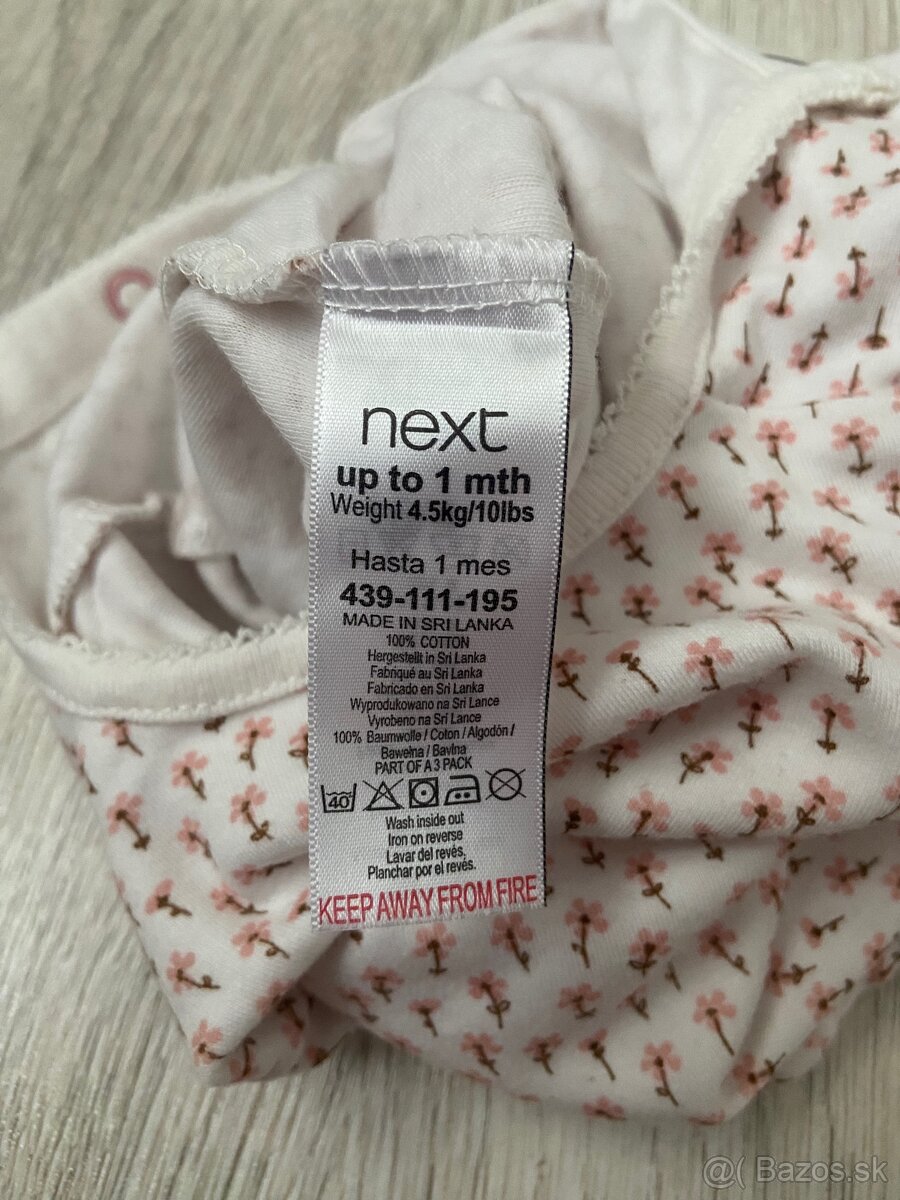 next
up to 1 mth
Weight 4.5kg/10lbs
Hasta 1 mes
439-111-195
MADE IN SRI LANKA
100% COTTON
Hergestellt in Sri Lanka
Fabriqué au Sri Lanka
Fabricado en Sri Lanka
Wyprodukowano na Sri Lance
Vyrobeno na Sri Lance
100% Baumwolle / Coton / Algodón /
Bawełna / Bavlna
PART OF A 3 PACK
40
Wash inside out
Iron on reverse
Lavar del revés.
Planchar por el revés.
KEEP AWAY FROM FIRE
@( Bazos.sk